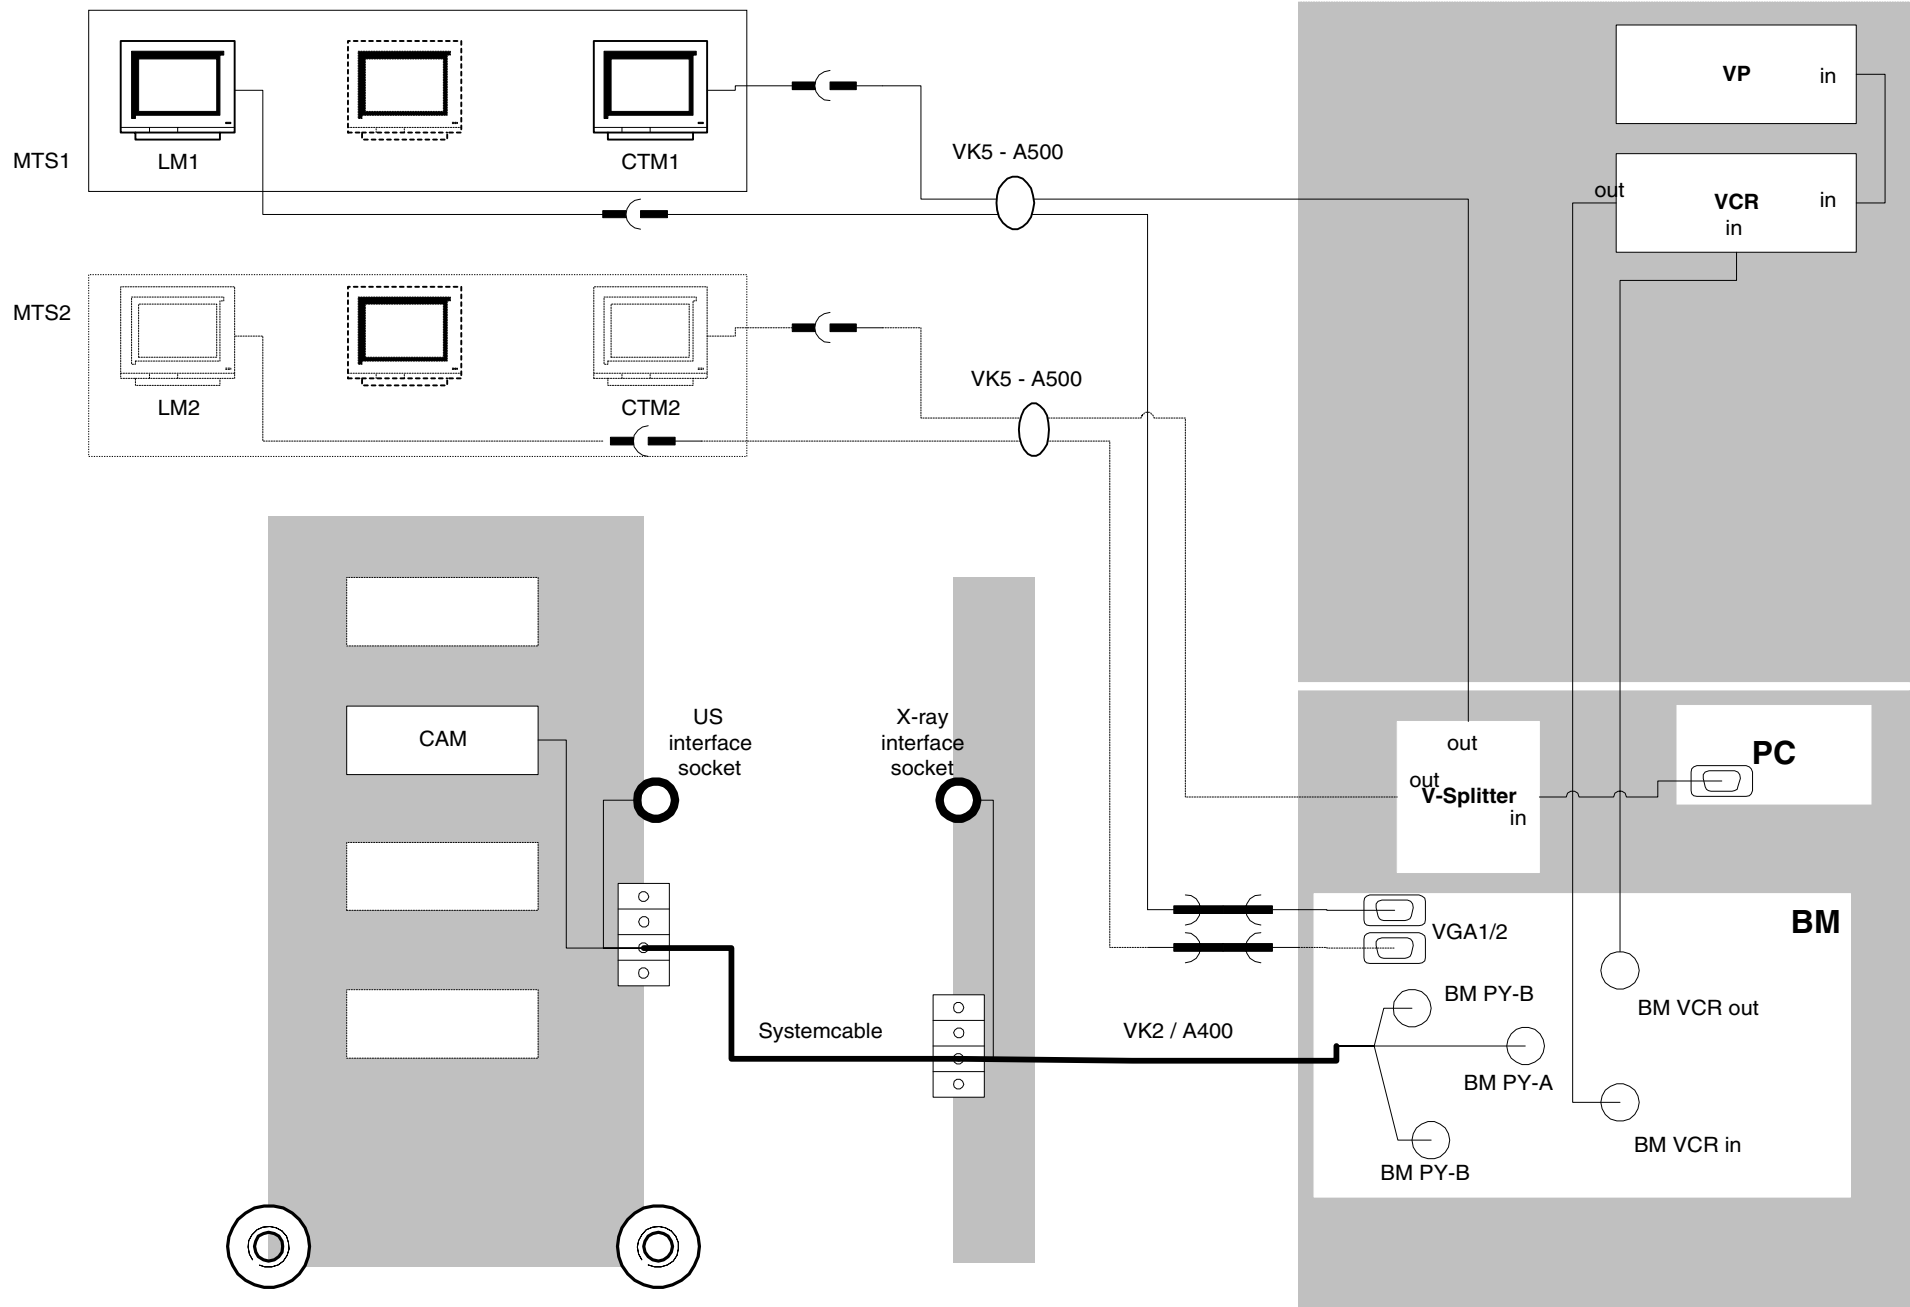 VP
in
MTS1
LM1
CTM1
VK5 - A500
out
VCR
in
in
MTS2
LM2
CTM2
VK5 - A500
US
interface
socket
X-ray
interface
socket
CAM
out
out
V-Splitter
in
PC
BM
VGA1/2
BM PY-B
BM VCR out
Systemcable
VK2 / A400
BM PY-A
BM VCR in
BM PY-B